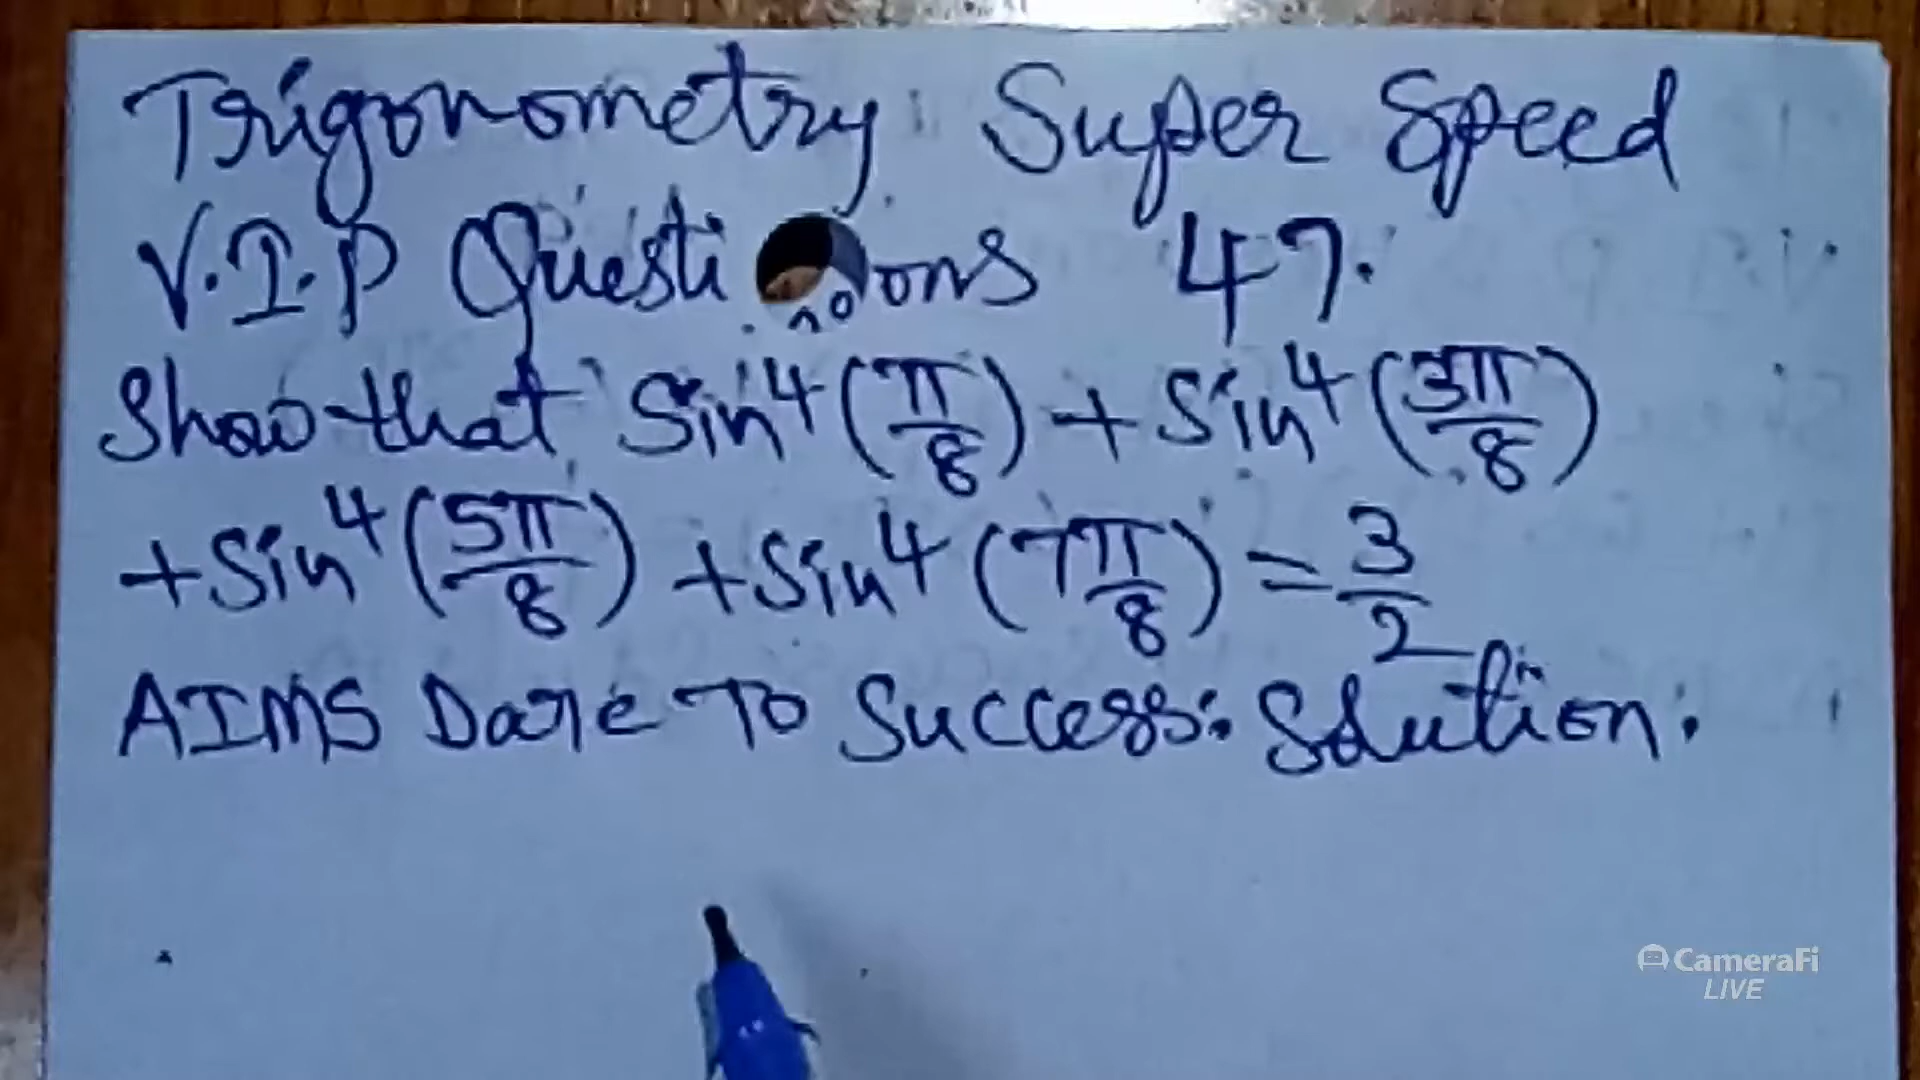 Trigonometry Super Speed
V.I.P Questions 47.
Show that Sin⁴(π/8) + Sin⁴(3π/8)
+ Sin⁴(5π/8) + Sin⁴(7π/8) = 3/2
AIMS Dare To Success: Solution.
CameraFi
LIVE